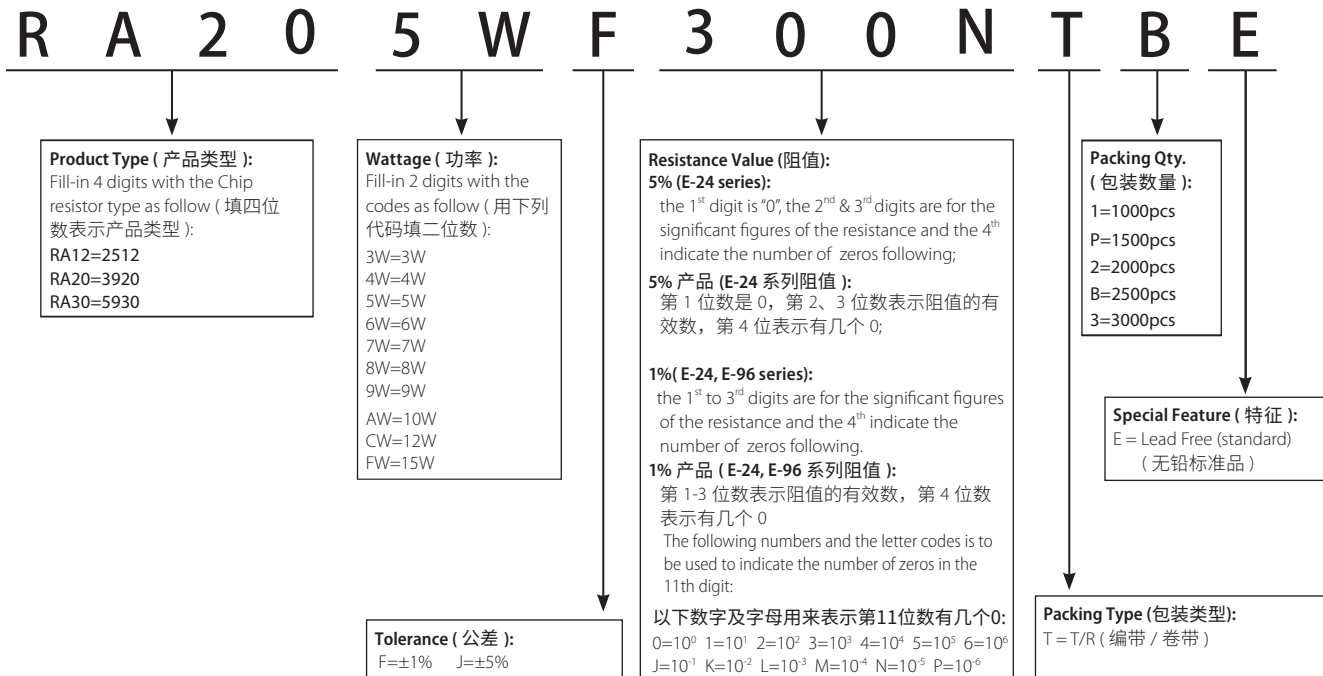 R A 2 0 5 W F 3 0 0 N T B E
Product Type ( 产品类型 ):
Fill-in 4 digits with the Chip
resistor type as follow ( 填四位
数表示产品类型 ):
RA12=2512
RA20=3920
RA30=5930
Wattage ( 功率 ):
Fill-in 2 digits with the
codes as follow ( 用下列
代码填二位数 ):
3W=3W
4W=4W
5W=5W
6W=6W
7W=7W
8W=8W
9W=9W
AW=10W
CW=12W
FW=15W
Tolerance ( 公差 ):
F=±1% J=±5%
Resistance Value (阻值):
5% (E-24 series):
the 1st digit is “0”, the 2nd & 3rd digits are for the
significant figures of the resistance and the 4th
indicate the number of zeros following;
5% 产品 (E-24 系列阻值 ):
第 1 位数是 0，第 2、3 位数表示阻值的有
效数，第 4 位表示有几个 0;
1%( E-24, E-96 series):
the 1st to 3rd digits are for the significant figures
of the resistance and the 4th indicate the
number of zeros following.
1% 产品 ( E-24, E-96 系列阻值 ):
第 1-3 位数表示阻值的有效数，第 4 位数
表示有几个 0
The following numbers and the letter codes is to
be used to indicate the number of zeros in the
11th digit:
以下数字及字母用来表示第11位数有几个0:
0=10⁰ 1=10¹ 2=10² 3=10³ 4=10⁴ 5=10⁵ 6=10⁶
J=10⁻¹ K=10⁻² L=10⁻³ M=10⁻⁴ N=10⁻⁵ P=10⁻⁶
Packing Qty.
( 包装数量 ):
1=1000pcs
P=1500pcs
2=2000pcs
B=2500pcs
3=3000pcs
Special Feature ( 特征 ):
E = Lead Free (standard)
( 无铅标准品 )
Packing Type (包装类型):
T = T/R ( 编带 / 卷带 )